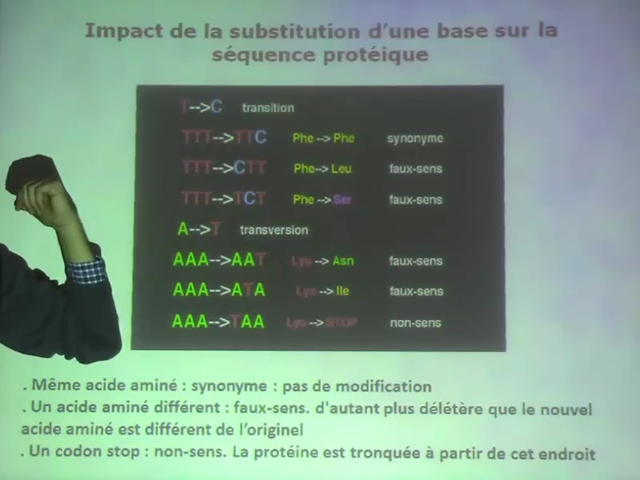 Impact de la substitution d'une base sur la
séquence protéique
T-->C transition
TTT-->TTC Phe --> Phe synonyme
TTT-->CTT Phe--> Leu faux-sens
TTT-->TCT Phe --> Ser faux-sens
A-->T transversion
AAA-->AAT Lys --> Asn faux-sens
AAA-->ATA Lys --> Ile faux-sens
AAA-->TAA Lys --> STOP non-sens
. Même acide aminé : synonyme : pas de modification
. Un acide aminé différent : faux-sens. d'autant plus délétère que le nouvel
acide aminé est différent de l'originel
. Un codon stop : non-sens. La protéine est tronquée à partir de cet endroit